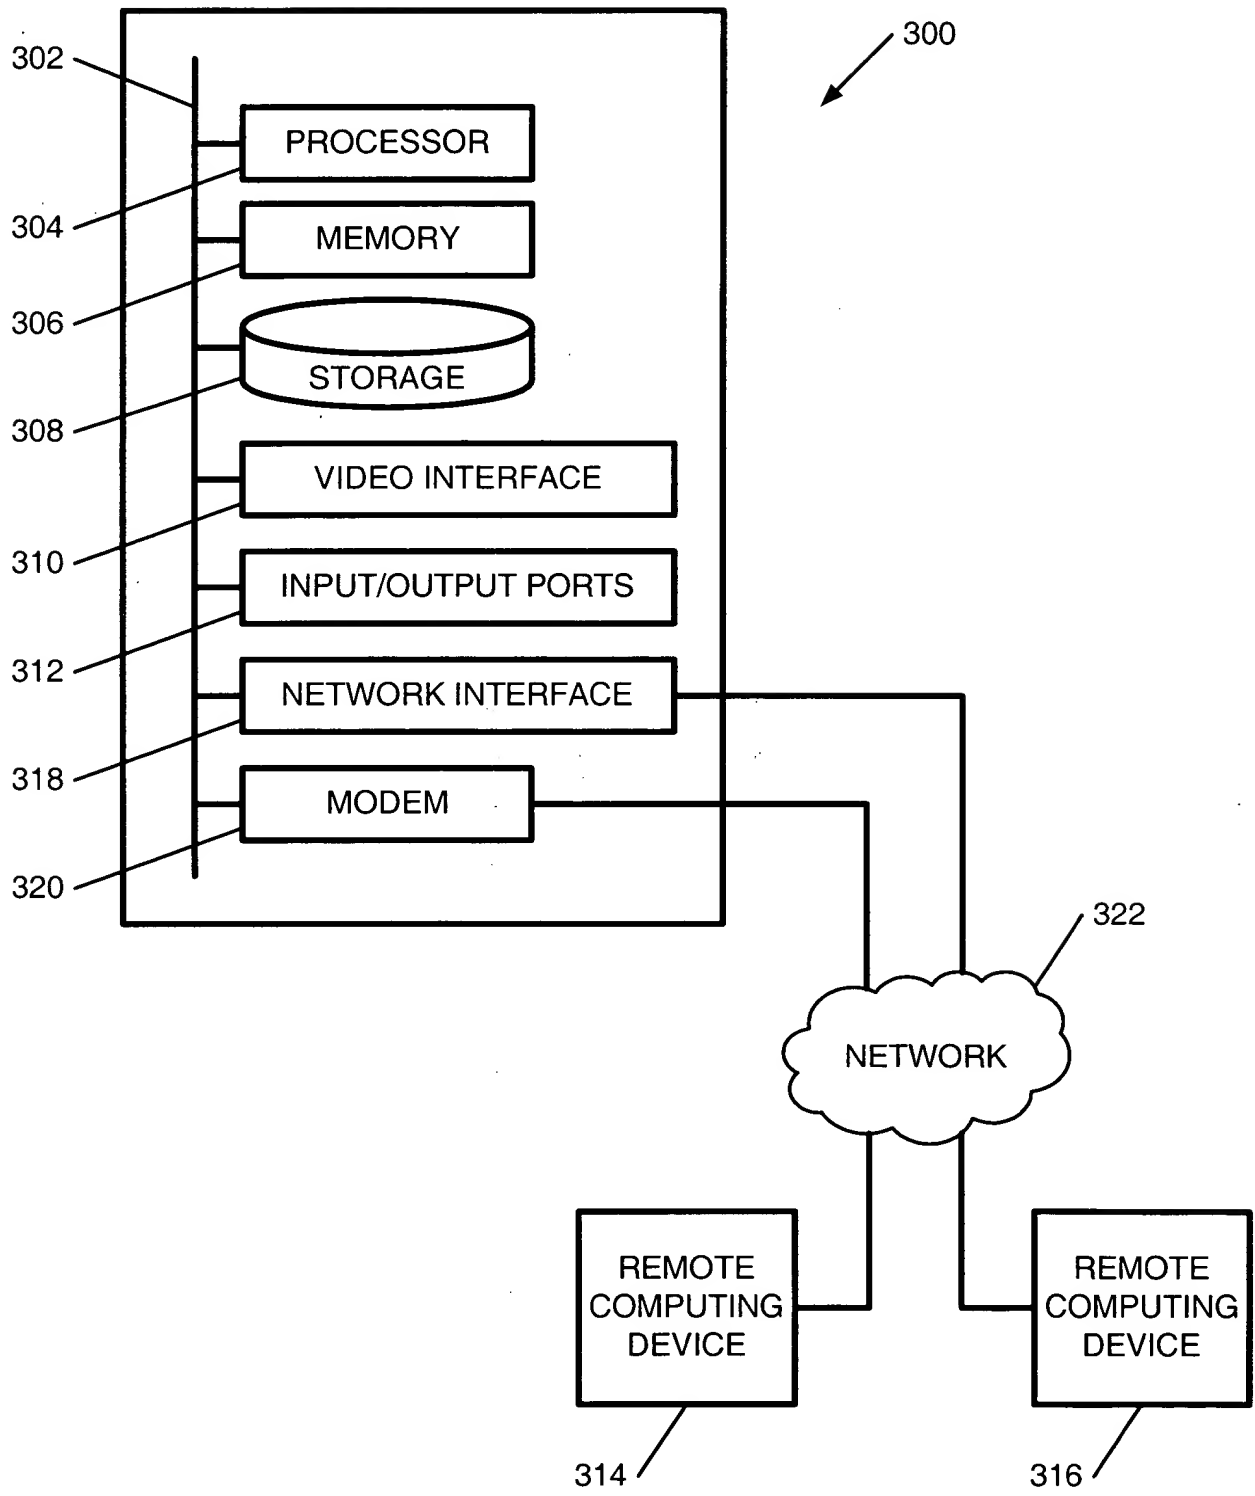 300
302
PROCESSOR
304
MEMORY
306
STORAGE
308
VIDEO INTERFACE
310
INPUT/OUTPUT PORTS
312
NETWORK INTERFACE
318
MODEM
320
322
NETWORK
REMOTE
COMPUTING
DEVICE
REMOTE
COMPUTING
DEVICE
314
316